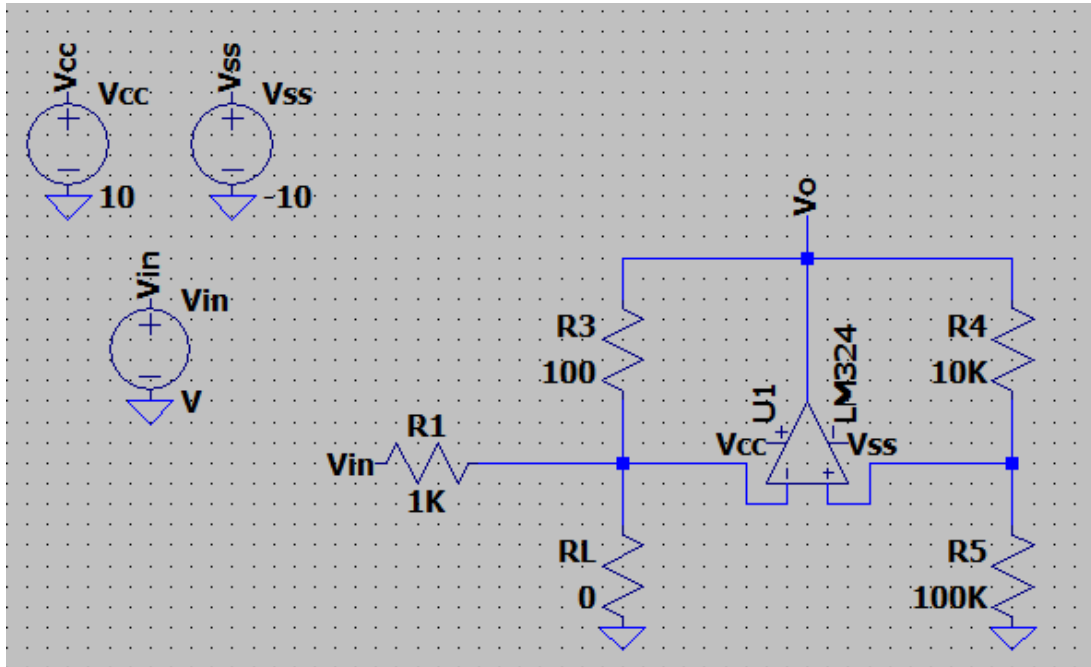 Vcc
Vss
Vcc
Vss
10
-10
Vin
Vin
V
Vo
R3
100
R4
10K
U1
LM324
R1
1K
Vin
Vcc
Vss
RL
0
R5
100K